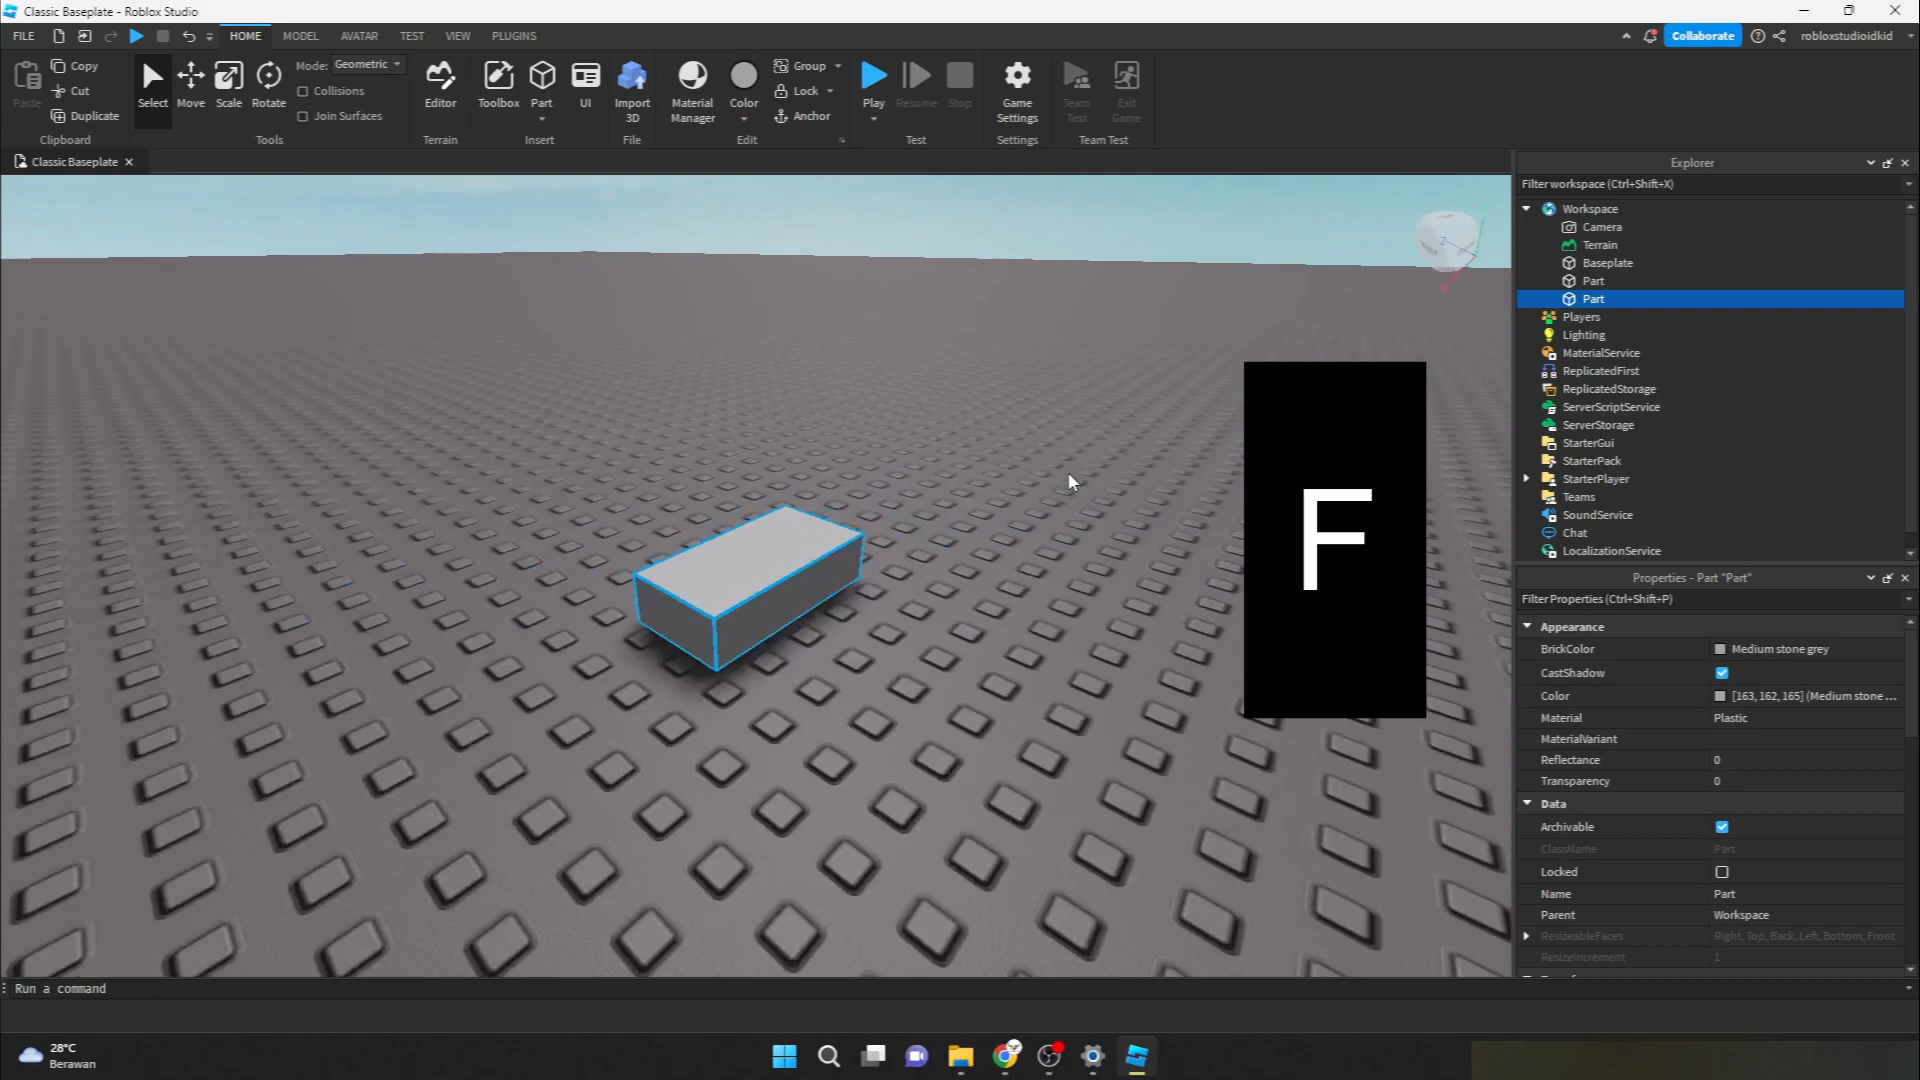 Classic Baseplate - Roblox Studio
FILE
HOME
MODEL
AVATAR
TEST
VIEW
PLUGINS
Collaborate
robloxstudioidkid
Paste
Copy
Cut
Duplicate
Clipboard
Select
Move
Scale
Rotate
Mode: Geometric
Collisions
Join Surfaces
Tools
Editor
Terrain
Toolbox
Part
UI
Insert
Import
3D
File
Material
Manager
Color
Group
Lock
Anchor
Edit
Play
Resume
Stop
Test
Game
Settings
Settings
Team
Test
Exit
Game
Team Test
Classic Baseplate
Explorer
Filter workspace (Ctrl+Shift+X)
Workspace
Camera
Terrain
Baseplate
Part
Part
Players
Lighting
MaterialService
ReplicatedFirst
ReplicatedStorage
ServerScriptService
ServerStorage
StarterGui
StarterPack
StarterPlayer
Teams
SoundService
Chat
LocalizationService
F
Properties - Part "Part"
Filter Properties (Ctrl+Shift+P)
Appearance
BrickColor Medium stone grey
CastShadow
Color [163, 162, 165] (Medium stone ...
Material Plastic
MaterialVariant
Reflectance 0
Transparency 0
Data
Archivable
ClassName Part
Locked
Name Part
Parent Workspace
ResizeableFaces Right, Top, Back, Left, Bottom, Front
ResizeIncrement 1
Run a command
28°C
Berawan